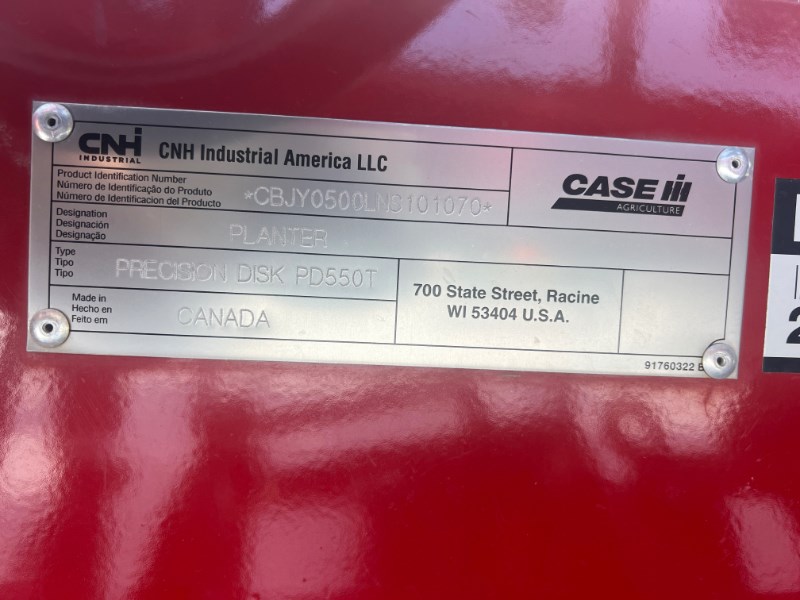 CNHi
INDUSTRIAL
CNH Industrial America LLC
Product Identification Number
Número de Identificação do Produto
Número de Identificacion del Producto
*CBJY0500LNS101070*
CASE IH
AGRICULTURE
Designation
Designación
Designação
PLANTER
Type
Tipo
Tipo
PRECISION DISK PD550T
Made in
Hecho en
Feito em
CANADA
700 State Street, Racine
WI 53404 U.S.A.
91760322